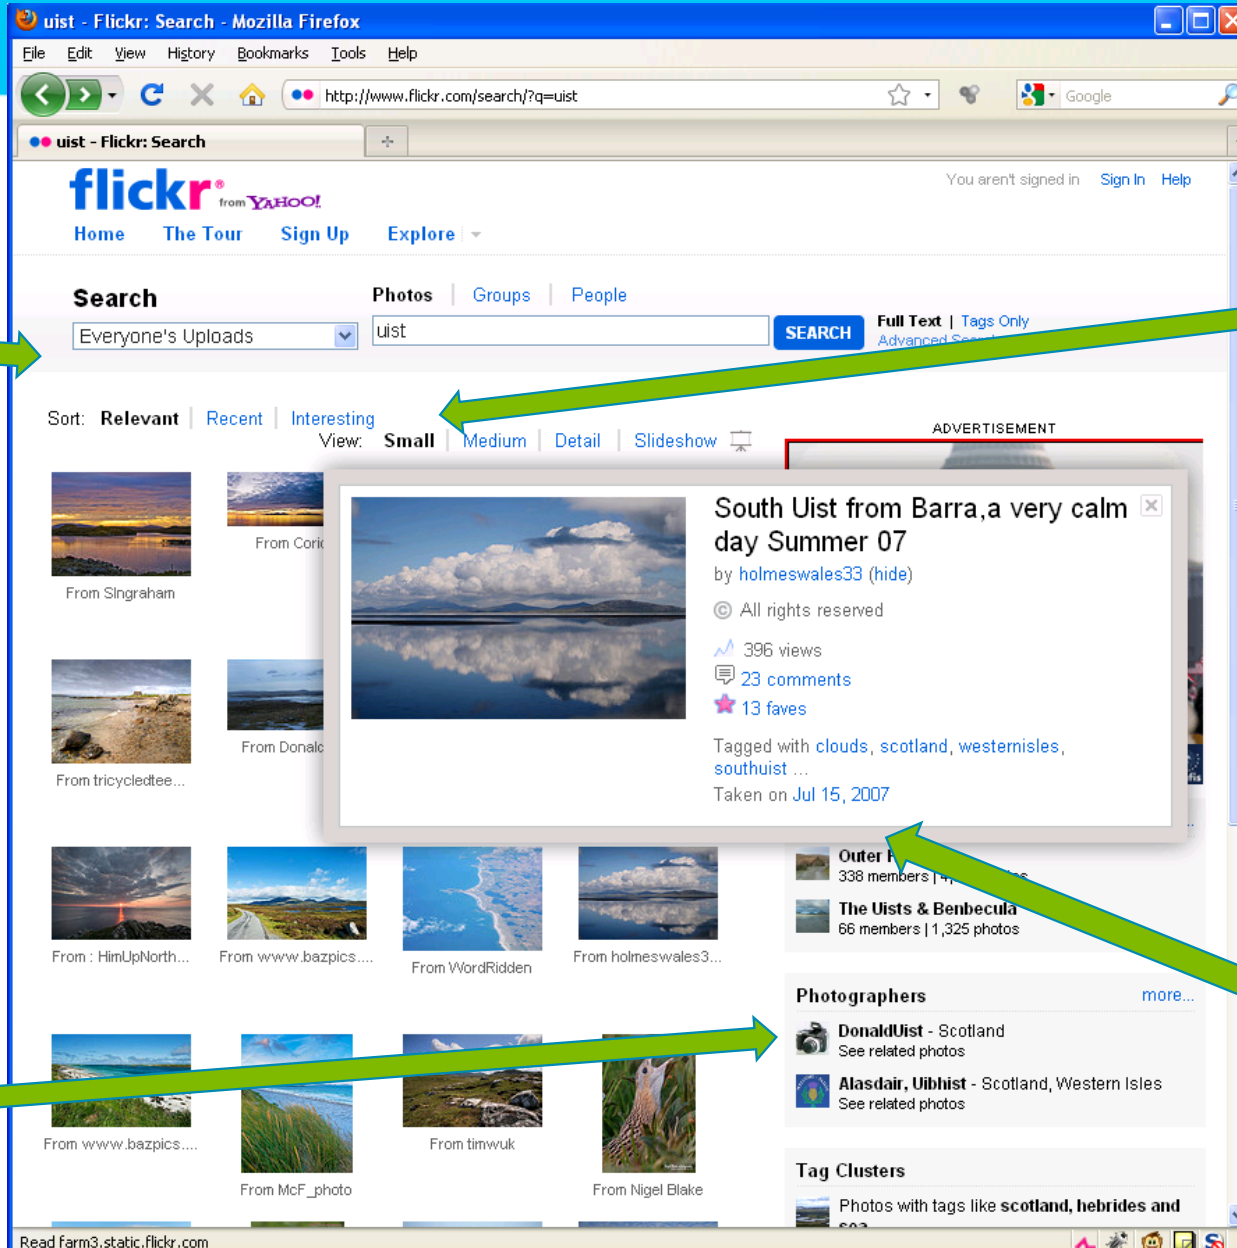 uist - Flickr: Search - Mozilla Firefox
File Edit View History Bookmarks Tools Help
http://www.flickr.com/search/?q=uist
Google
uist - Flickr: Search
flickr® from YAHOO!
You aren't signed in Sign In Help
Home The Tour Sign Up Explore
Search
Photos Groups People
Everyone's Uploads
uist
SEARCH
Full Text | Tags Only
Advanced Search
Sort: Relevant Recent Interesting
View: Small Medium Detail Slideshow
ADVERTISEMENT
From SIngraham
From Coric
South Uist from Barra,a very calm
day Summer 07
by holmeswales33 (hide)
© All rights reserved
396 views
23 comments
13 faves
Tagged with clouds, scotland, westernisles,
southuist ...
Taken on Jul 15, 2007
From tricycledtee...
From Donald
Outer
338 members |
The Uists & Benbecula
66 members | 1,325 photos
From : HimUpNorth...
From www.bazpics....
From WordRidden
From holmeswales3...
Photographers more...
DonaldUist - Scotland
See related photos
Alasdair, Uibhist - Scotland, Western Isles
See related photos
From www.bazpics....
From McF_photo
From timwuk
From Nigel Blake
Tag Clusters
Photos with tags like scotland, hebrides and
sea
Read farm3.static.flickr.com